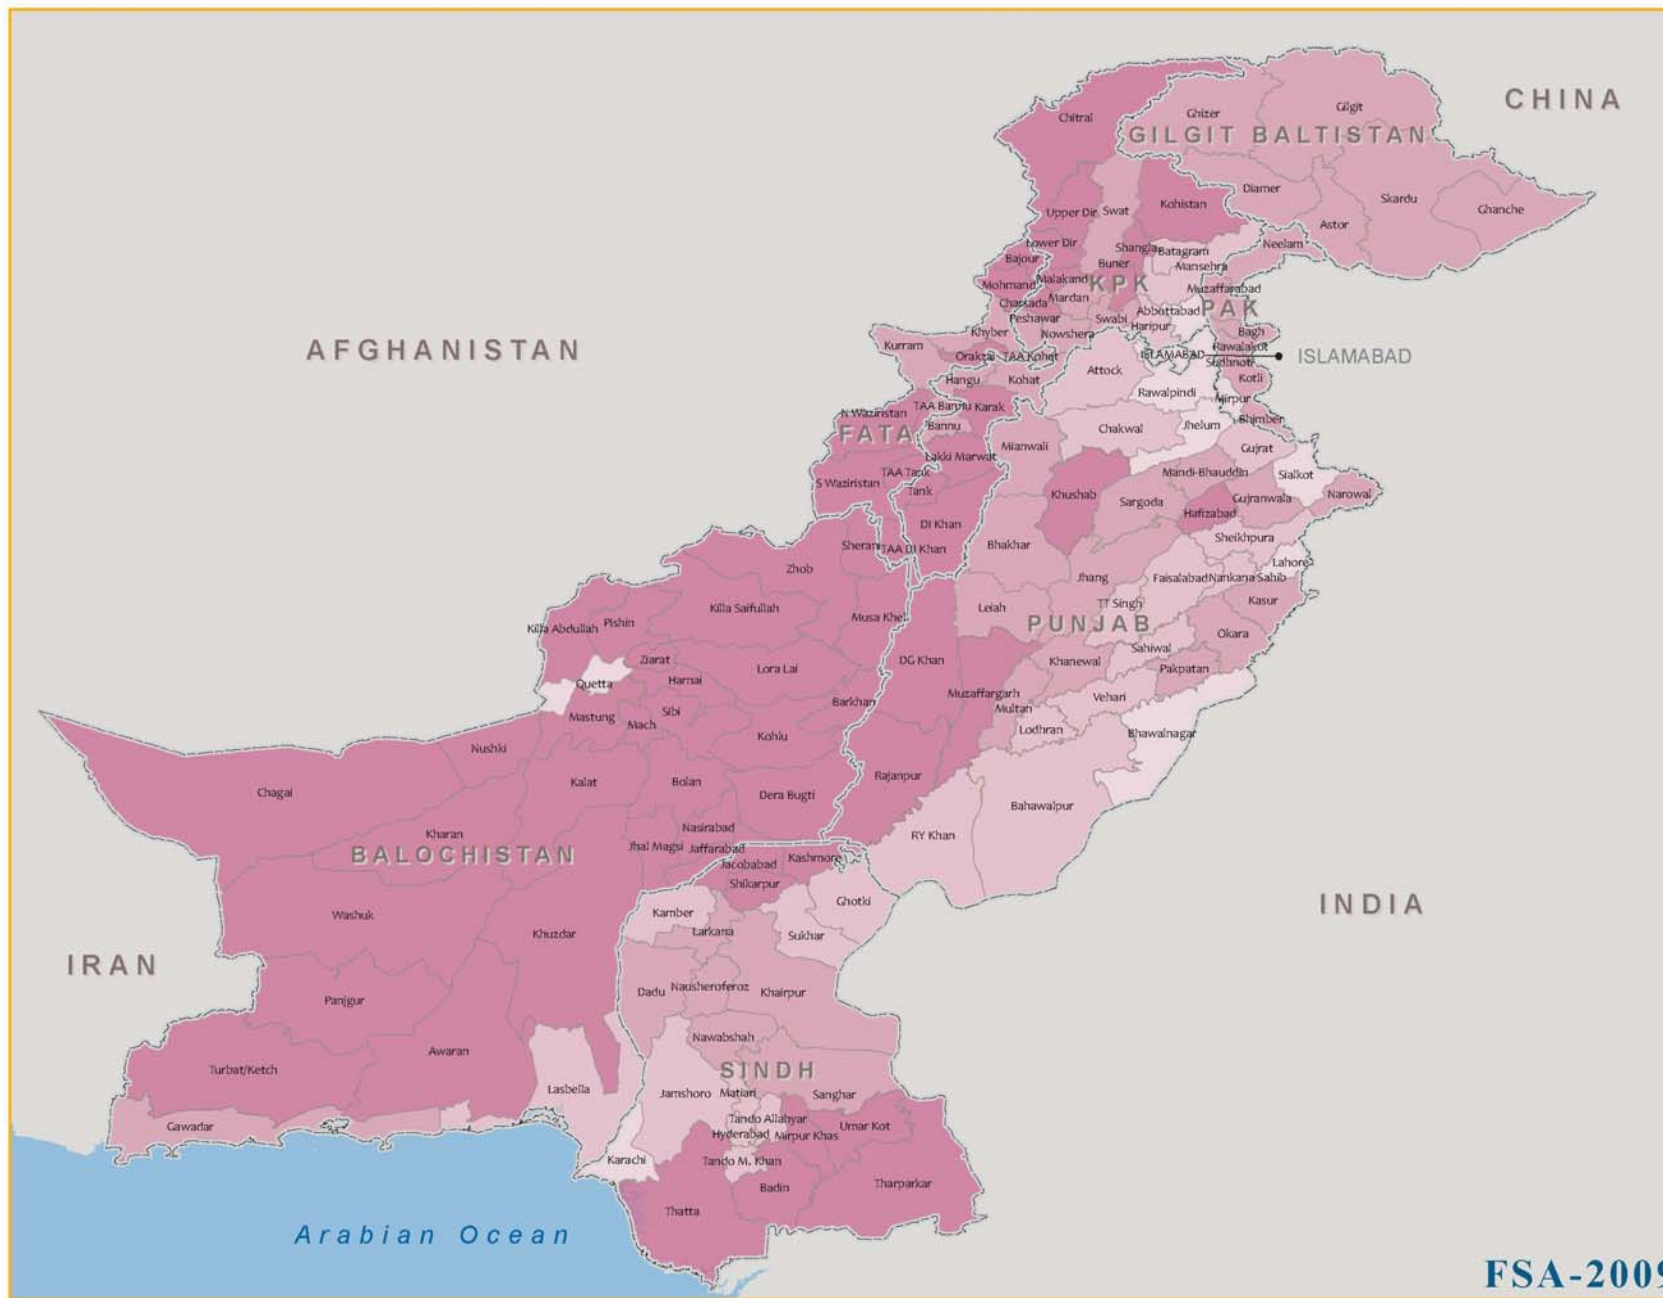 CHINA
Chitral
Ghizer
Gilgit
GILGIT BALTISTAN
Upper Dir
Swat
Kohistan
Diamer
Skardu
Ghanche
Astor
Lower Dir
Shangla
Batagram
Neelam
Bajour
Buner
Mansehra
Mohmand
Malakand
KPK
Muzaffarabad
Charsada
Mardan
Abbottabad
PAK
Peshawar
Swabi
Haripur
Khyber
Nowshera
Bagh
Kurram
Orakzai
TAA Kohat
ISLAMABAD
Rawalakot
Sudhnoti
ISLAMABAD
AFGHANISTAN
Hangu
Kohat
Attock
Kotli
Rawalpindi
Mirpur
N Waziristan
TAA Bannu
Karak
Bhimber
FATA
Bannu
Chakwal
Jhelum
Mianwali
Gujrat
Lakki Marwat
S Waziristan
TAA Tank
Tank
Khushab
Mandi-Bhauddin
Sialkot
Sargoda
Gujranwala
Narowal
Hafizabad
DI Khan
Sherani
TAA DI Khan
Bhakhar
Sheikhpura
Zhob
Lahore
Jhang
Faisalabad
Nankana Sahib
Killa Saifullah
Leiah
TT Singh
Kasur
Musa Khel
PUNJAB
Killa Abdullah
Pishin
Okara
Sahiwal
Ziarat
Lora Lai
DG Khan
Khanewal
Pakpatan
Quetta
Harnai
Muzaffargarh
Vehari
Barkhan
Multan
Mastung
Mach
Sibi
Kohlu
Lodhran
Bhawalnagar
Nushki
Chagai
Kalat
Bolan
Dera Bugti
Rajanpur
Bahawalpur
Kharan
Nasirabad
RY Khan
BALOCHISTAN
Jhal Magsi
Jaffarabad
Jacobabad
Kashmore
Shikarpur
INDIA
Washuk
Kamber
Ghotki
Khuzdar
Larkana
Sukhar
IRAN
Panjgur
Dadu
Nausheroferoz
Khairpur
Awaran
Nawabshah
Turbat/Ketch
SINDH
Lasbella
Jamshoro
Matiari
Sanghar
Gawadar
Tando Allahyar
Umar Kot
Hyderabad
Mirpur Khas
Karachi
Tando M. Khan
Badin
Tharparkar
Thatta
Arabian Ocean
FSA-2009